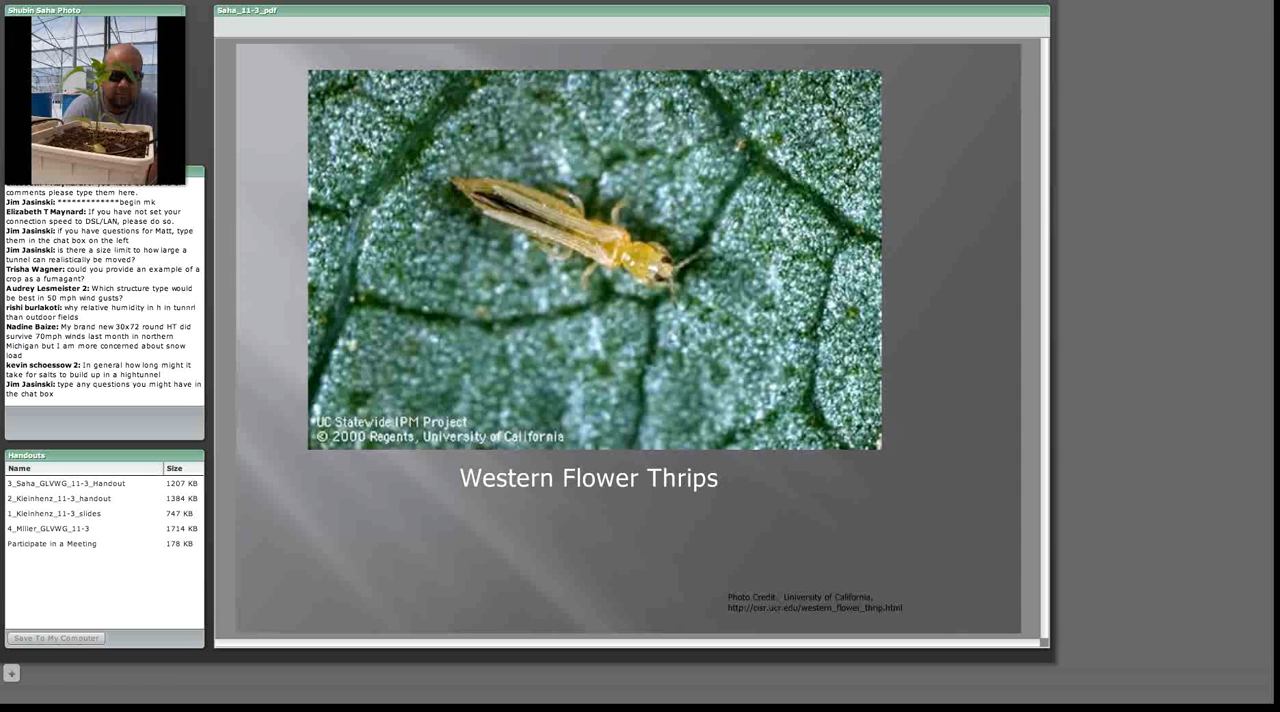 Shubin Saha Photo
comments please type them here.
Jim Jasinski: *************begin mk
Elizabeth T Maynard: If you have not set your
connection speed to DSL/LAN, please do so.
Jim Jasinski: if you have questions for Matt, type
them in the chat box on the left
Jim Jasinski: is there a size limit to how large a
tunnel can realistically be moved?
Trisha Wagner: could you provide an example of a
crop as a fumagant?
Audrey Lesmeister 2: Which structure type would
be best in 50 mph wind gusts?
rishi burlakoti: why relative humidity in h in tunnrl
than outdoor fields
Nadine Baize: My brand new 30x72 round HT did
survive 70mph winds last month in northern
Michigan but I am more concerned about snow
load
kevin schoessow 2: In general how long might it
take for salts to build up in a hightunnel
Jim Jasinski: type any questions you might have in
the chat box
Handouts
Name Size
3_Saha_GLVWG_11-3_Handout 1207 KB
2_Kleinhenz_11-3_handout 1384 KB
1_Kleinhenz_11-3_slides 747 KB
4_Miller_GLVWG_11-3 1714 KB
Participate in a Meeting 178 KB
Save To My Computer
Saha_11-3_pdf
UC Statewide IPM Project
© 2000 Regents, University of California
Western Flower Thrips
Photo Credit: University of California,
http://cisr.ucr.edu/western_flower_thrip.html